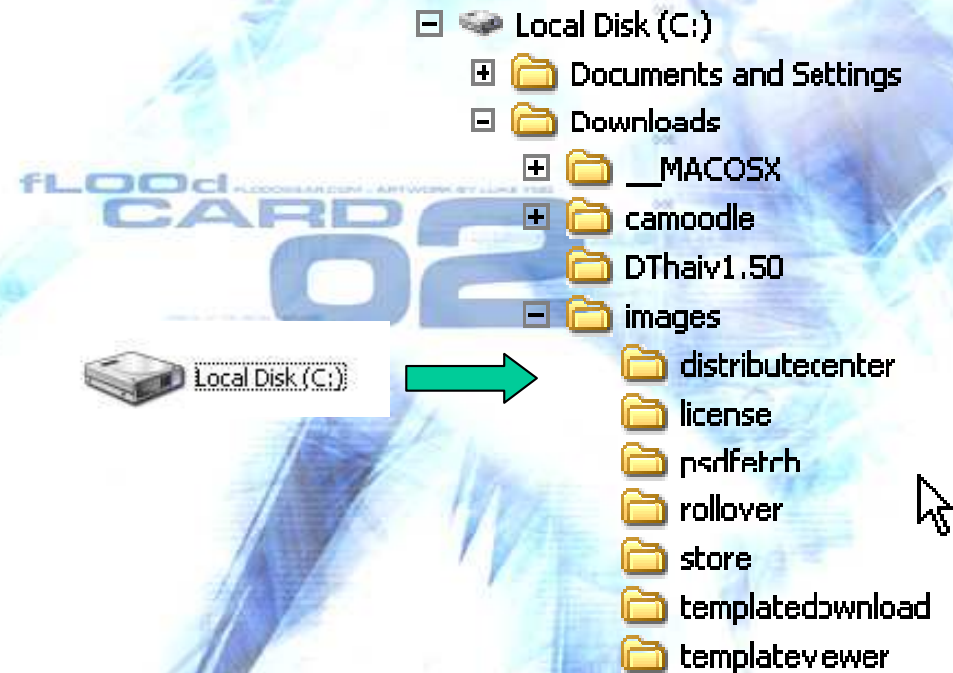 Local Disk (C:)
Documents and Settings
Downloads
__MACOSX
camoodle
DThaiv1.50
images
distributecenter
license
psdfetch
rollover
store
templatedownload
templateviewer
fLOOd
CARD
02
Local Disk (C:)